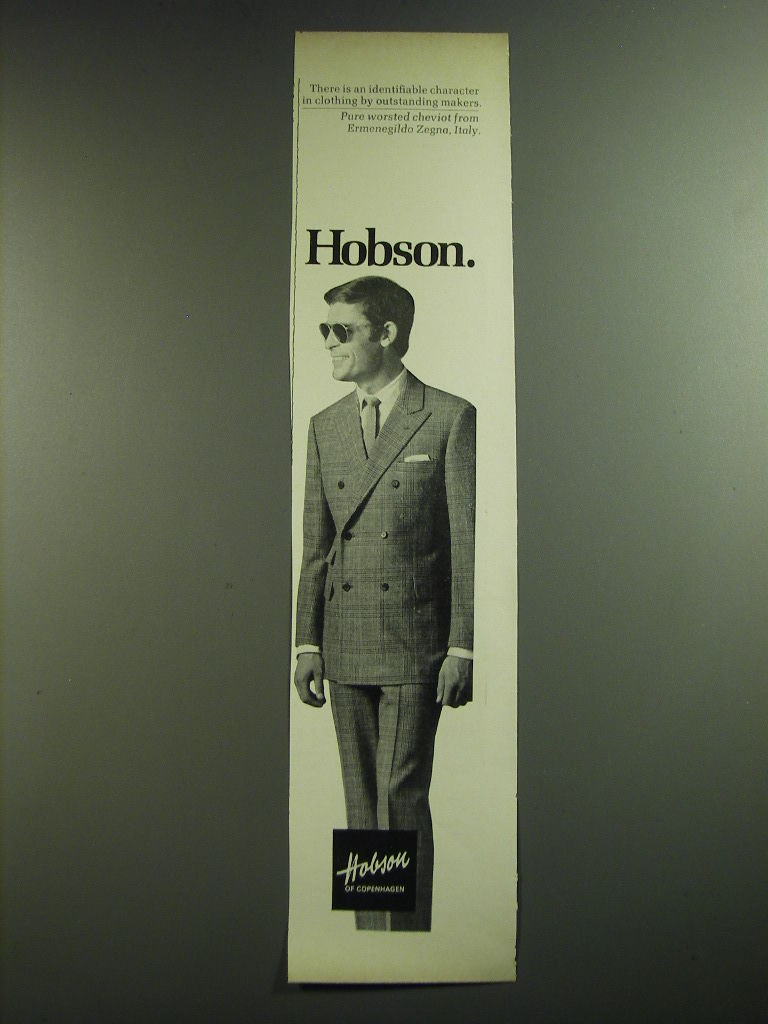 There is an identifiable character
in clothing by outstanding makers.
Pure worsted cheviot from
Ermenegildo Zegna, Italy.
Hobson.
Hobson
OF COPENHAGEN